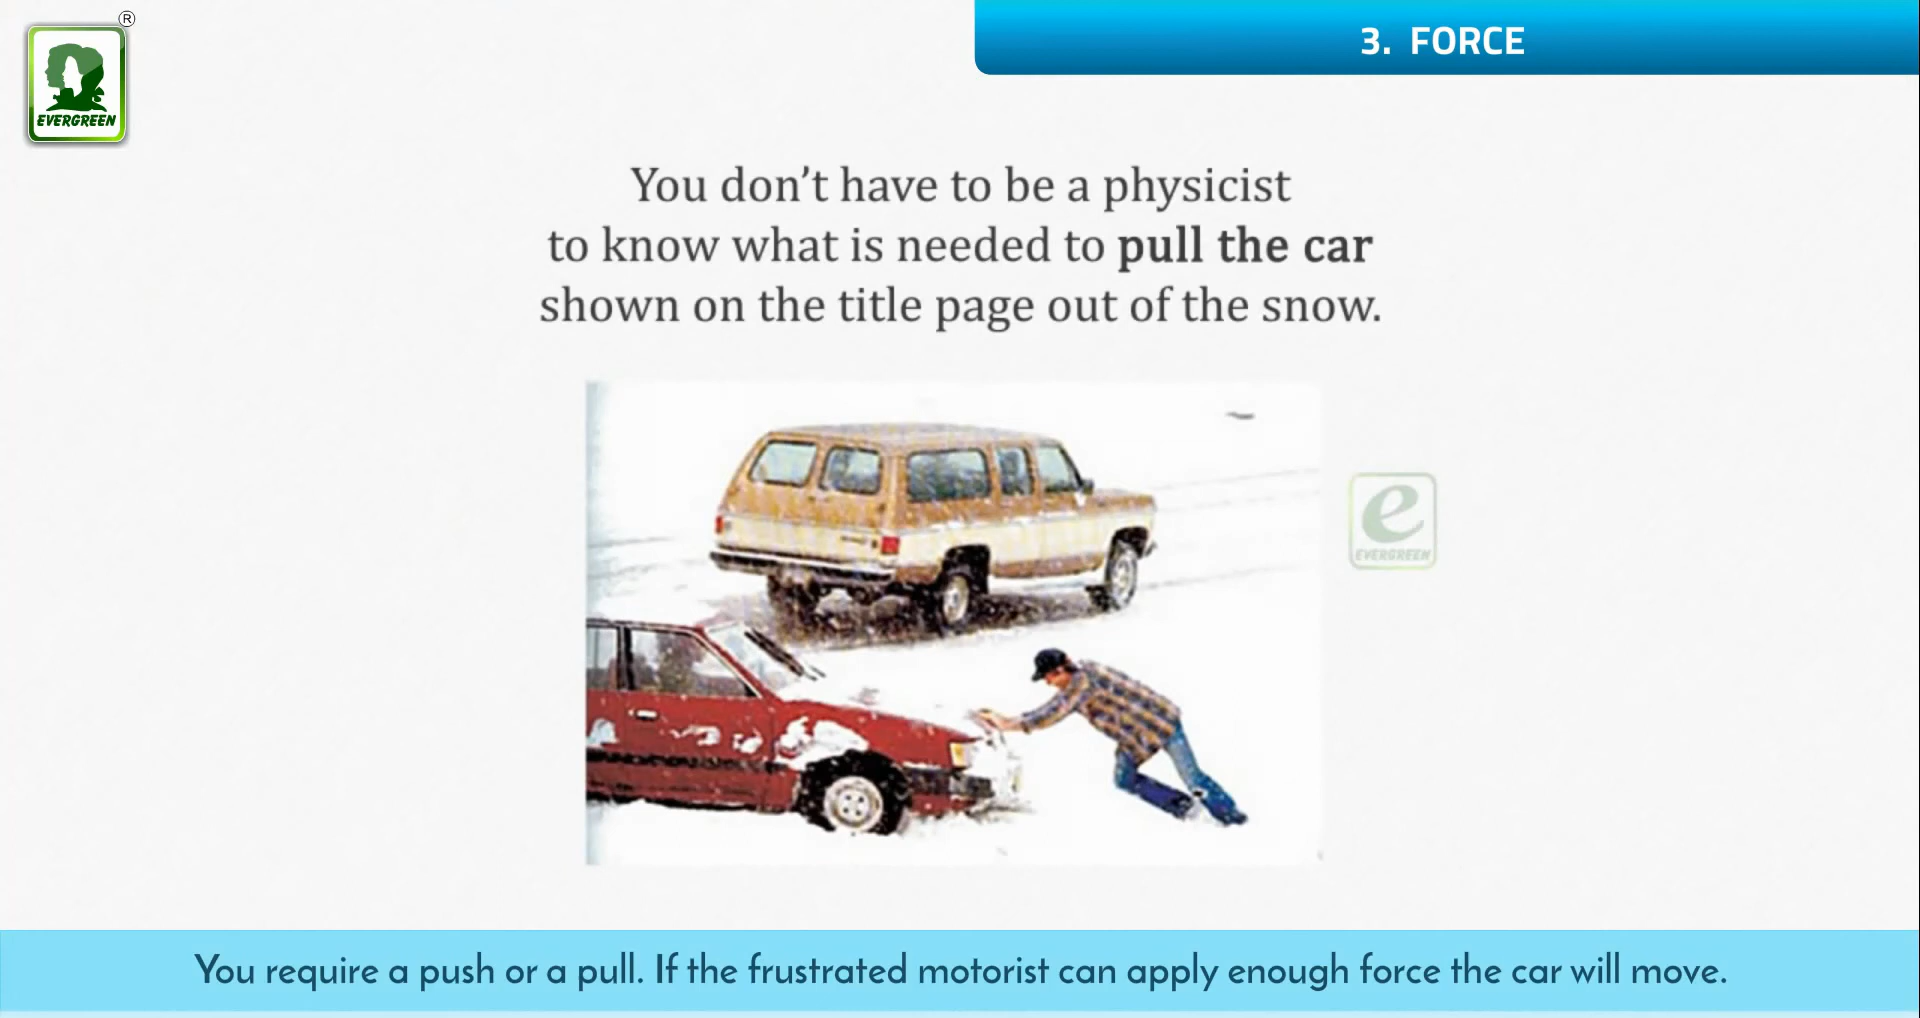 ®
EVERGREEN
3. FORCE
You don't have to be a physicist
to know what is needed to pull the car
shown on the title page out of the snow.
e
EVERGREEN
You require a push or a pull. If the frustrated motorist can apply enough force the car will move.